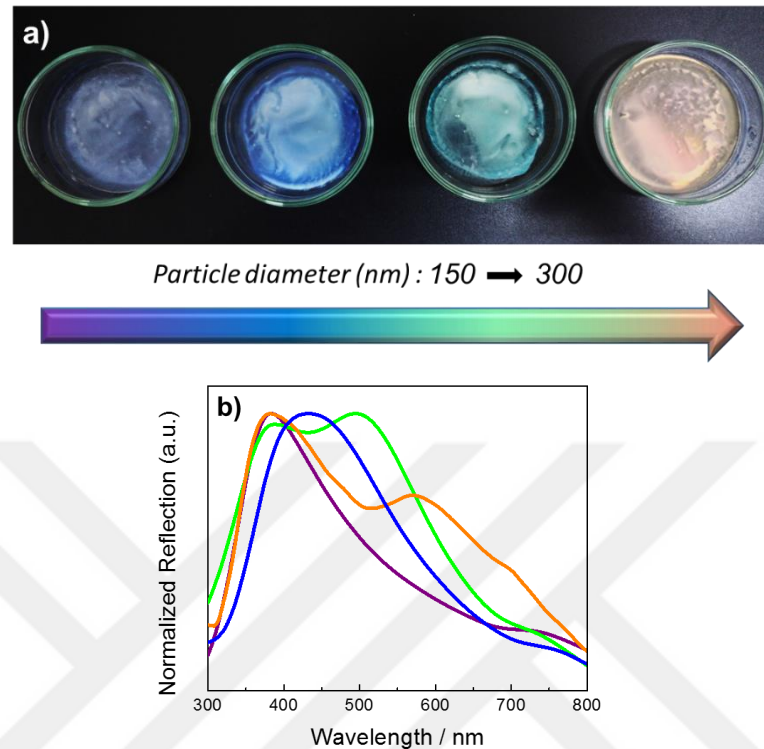 a)
Particle diameter (nm) : 150 ➡ 300
b)
Normalized Reflection (a.u.)
300 400 500 600 700 800
Wavelength / nm